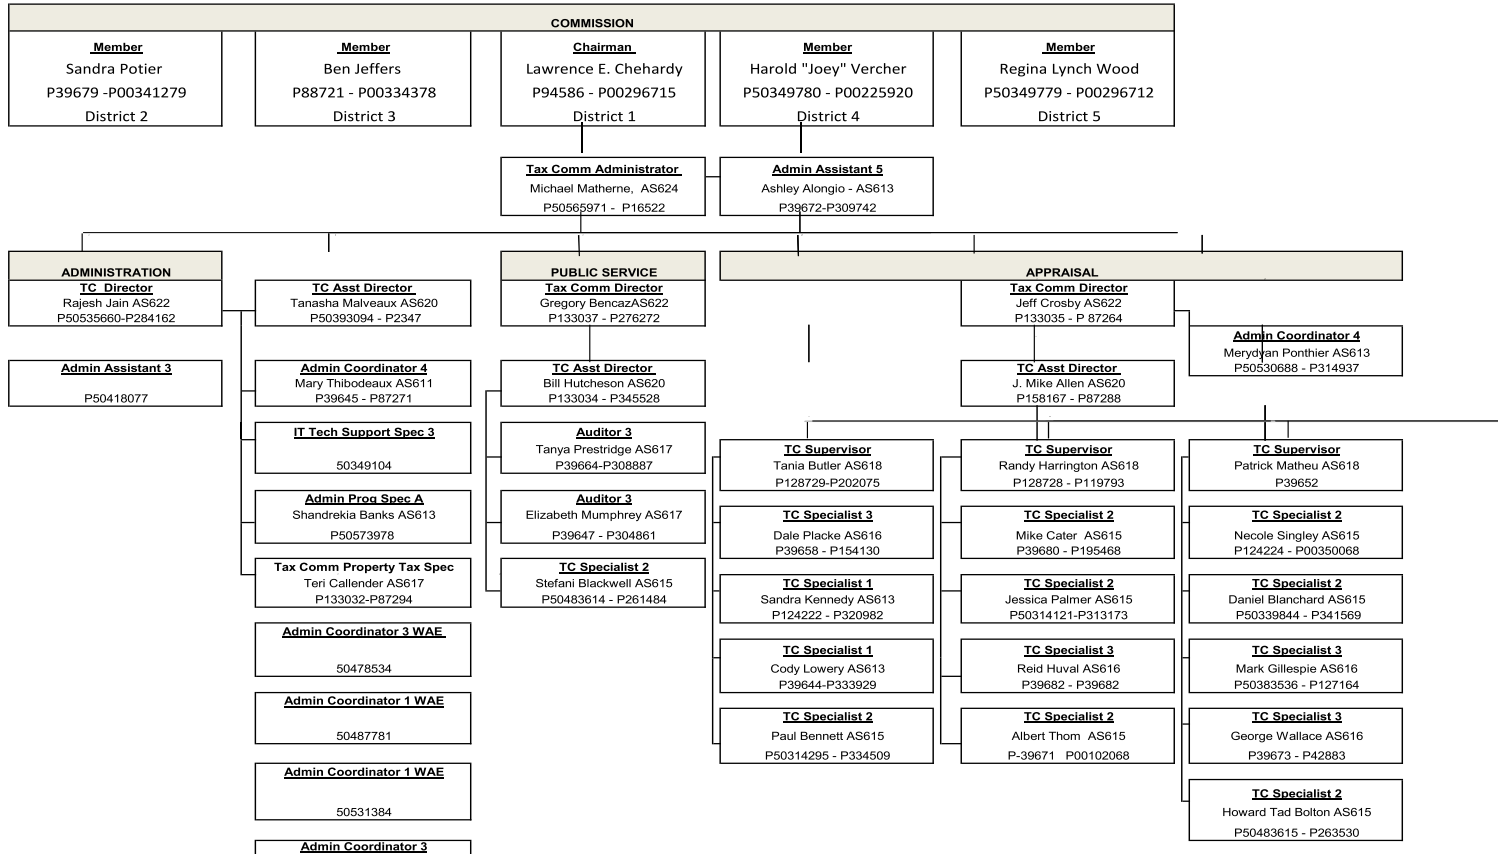 COMMISSION
Member
Sandra Potier
P39679 -P00341279
District 2
Member
Ben Jeffers
P88721 - P00334378
District 3
Chairman
Lawrence E. Chehardy
P94586 - P00296715
District 1
Member
Harold "Joey" Vercher
P50349780 - P00225920
District 4
Member
Regina Lynch Wood
P50349779 - P00296712
District 5
Tax Comm Administrator
Michael Matherne, AS624
P50565971 - P16522
Admin Assistant 5
Ashley Alongio - AS613
P39672-P309742
ADMINISTRATION
TC Director
Rajesh Jain AS622
P50535660-P284162
Admin Assistant 3
P50418077
TC Asst Director
Tanasha Malveaux AS620
P50393094 - P2347
Admin Coordinator 4
Mary Thibodeaux AS611
P39645 - P87271
IT Tech Support Spec 3
50349104
Admin Prog Spec A
Shandrekia Banks AS613
P50573978
Tax Comm Property Tax Spec
Teri Callender AS617
P133032-P87294
Admin Coordinator 3 WAE
50478534
Admin Coordinator 1 WAE
50487781
Admin Coordinator 1 WAE
50531384
Admin Coordinator 3
PUBLIC SERVICE
Tax Comm Director
Gregory BencazAS622
P133037 - P276272
TC Asst Director
Bill Hutcheson AS620
P133034 - P345528
Auditor 3
Tanya Prestridge AS617
P39664-P308887
Auditor 3
Elizabeth Mumphrey AS617
P39647 - P304861
TC Specialist 2
Stefani Blackwell AS615
P50483614 - P261484
APPRAISAL
Tax Comm Director
Jeff Crosby AS622
P133035 - P 87264
Admin Coordinator 4
Merydyan Ponthier AS613
P50530688 - P314937
TC Asst Director
J. Mike Allen AS620
P158167 - P87288
TC Supervisor
Tania Butler AS618
P128729-P202075
TC Specialist 3
Dale Placke AS616
P39658 - P154130
TC Specialist 1
Sandra Kennedy AS613
P124222 - P320982
TC Specialist 1
Cody Lowery AS613
P39644-P333929
TC Specialist 2
Paul Bennett AS615
P50314295 - P334509
TC Supervisor
Randy Harrington AS618
P128728 - P119793
TC Specialist 2
Mike Cater AS615
P39680 - P195468
TC Specialist 2
Jessica Palmer AS615
P50314121-P313173
TC Specialist 3
Reid Huval AS616
P39682 - P39682
TC Specialist 2
Albert Thom AS615
P-39671 P00102068
TC Supervisor
Patrick Matheu AS618
P39652
TC Specialist 2
Necole Singley AS615
P124224 - P00350068
TC Specialist 2
Daniel Blanchard AS615
P50339844 - P341569
TC Specialist 3
Mark Gillespie AS616
P50383536 - P127164
TC Specialist 3
George Wallace AS616
P39673 - P42883
TC Specialist 2
Howard Tad Bolton AS615
P50483615 - P263530